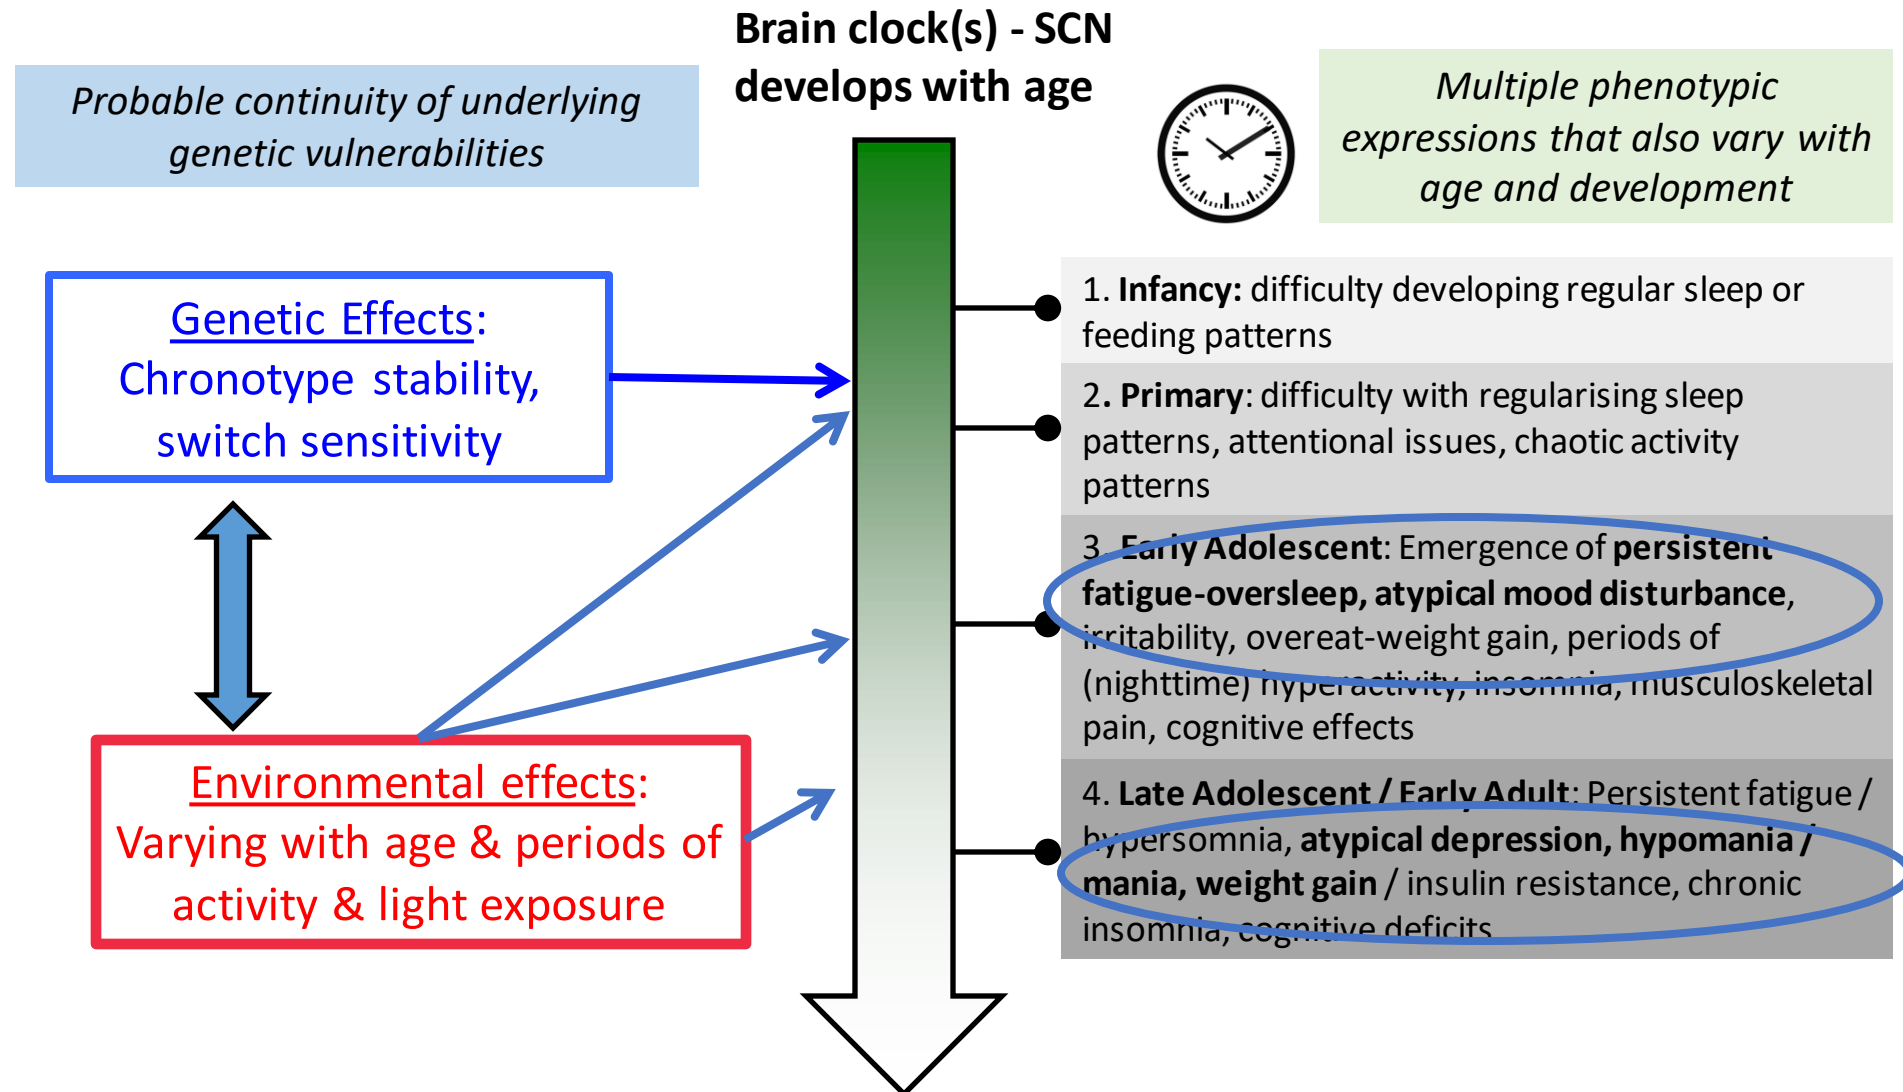 Brain clock(s) - SCN
develops with age
Probable continuity of underlying
genetic vulnerabilities
Multiple phenotypic
expressions that also vary with
age and development
Genetic Effects:
Chronotype stability,
switch sensitivity
Environmental effects:
Varying with age & periods of
activity & light exposure
1. Infancy: difficulty developing regular sleep or
feeding patterns
2. Primary: difficulty with regularising sleep
patterns, attentional issues, chaotic activity
patterns
3. Early Adolescent: Emergence of persistent
fatigue-oversleep, atypical mood disturbance,
irritability, overeat-weight gain, periods of
(nighttime) hyperactivity, insomnia, musculoskeletal
pain, cognitive effects
4. Late Adolescent / Early Adult: Persistent fatigue /
hypersomnia, atypical depression, hypomania /
mania, weight gain / insulin resistance, chronic
insomnia, cognitive deficits